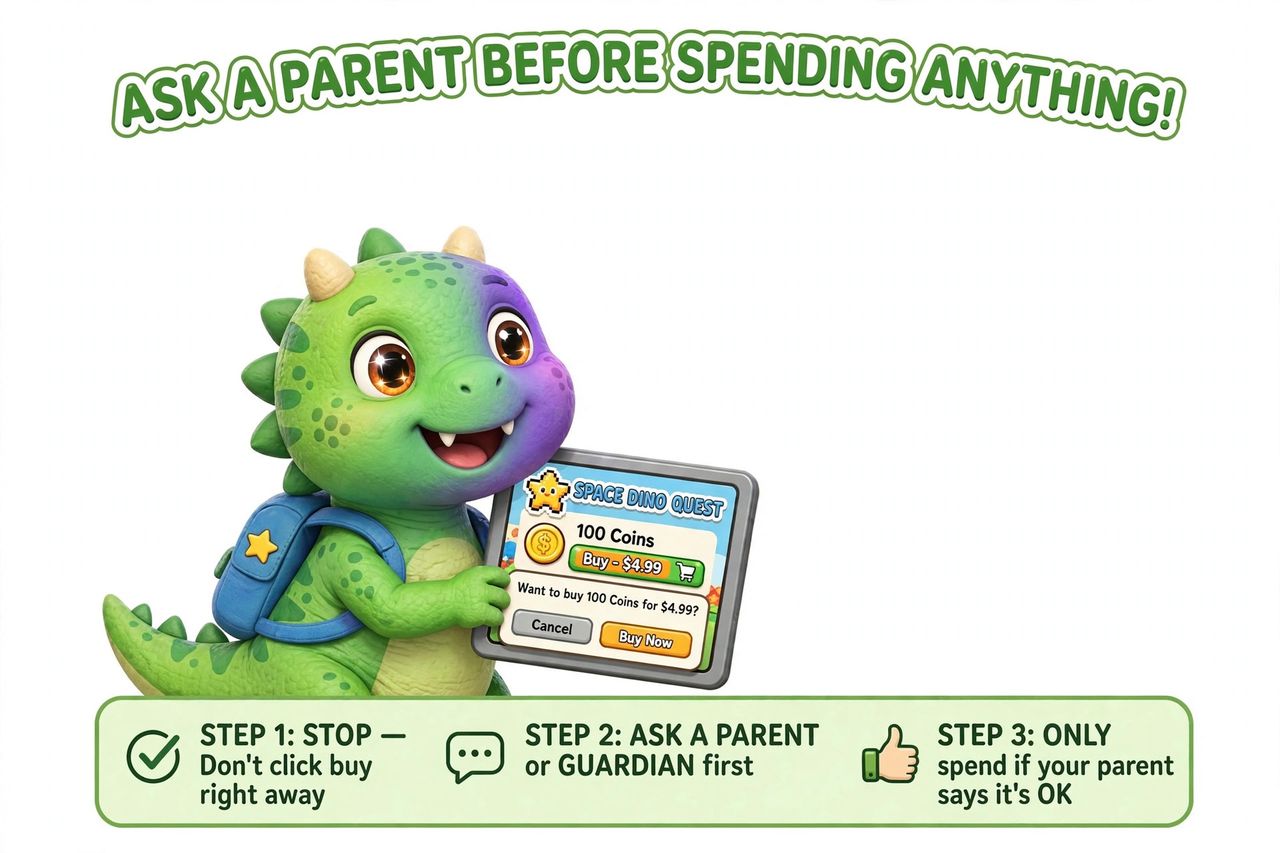 ASK A PARENT BEFORE SPENDING ANYTHING!
SPACE DINO QUEST
100 Coins
$
Buy - $4.99
Want to buy 100 Coins for $4.99?
Cancel
Buy Now
STEP 1: STOP —
Don't click buy
right away
STEP 2: ASK A PARENT
or GUARDIAN first
STEP 3: ONLY
spend if your parent
says it's OK